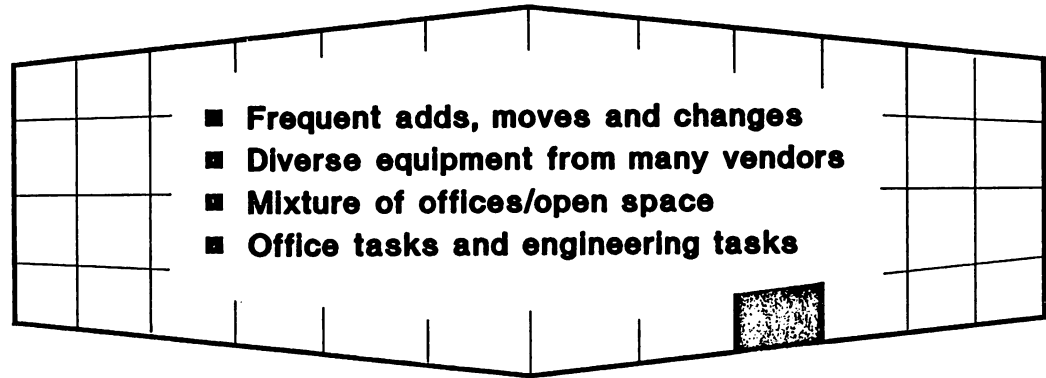 ■ Frequent adds, moves and changes
■ Diverse equipment from many vendors
■ Mixture of offices/open space
■ Office tasks and engineering tasks